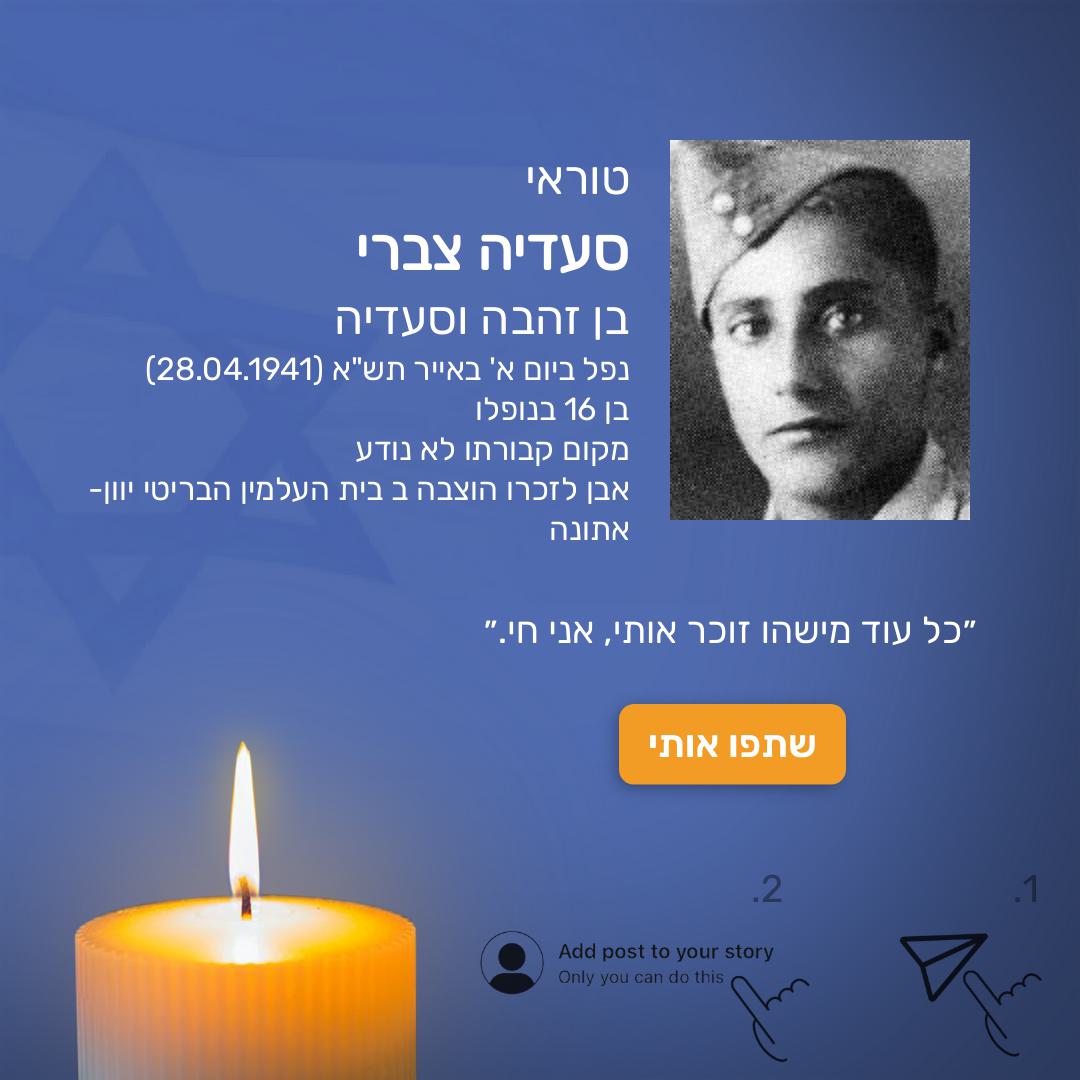 טוראי
סעדיה צברי
בן זהבה וסעדיה
נפל ביום א' באייר תש"א (28.04.1941)
בן 16 בנופלו
מקום קבורתו לא נודע
אבן לזכרו הוצבה ב בית העלמין הבריטי יוון-
אתונה
״כל עוד מישהו זוכר אותי, אני חי.״
שתפו אותי
1.
2.
Add post to your story
Only you can do this